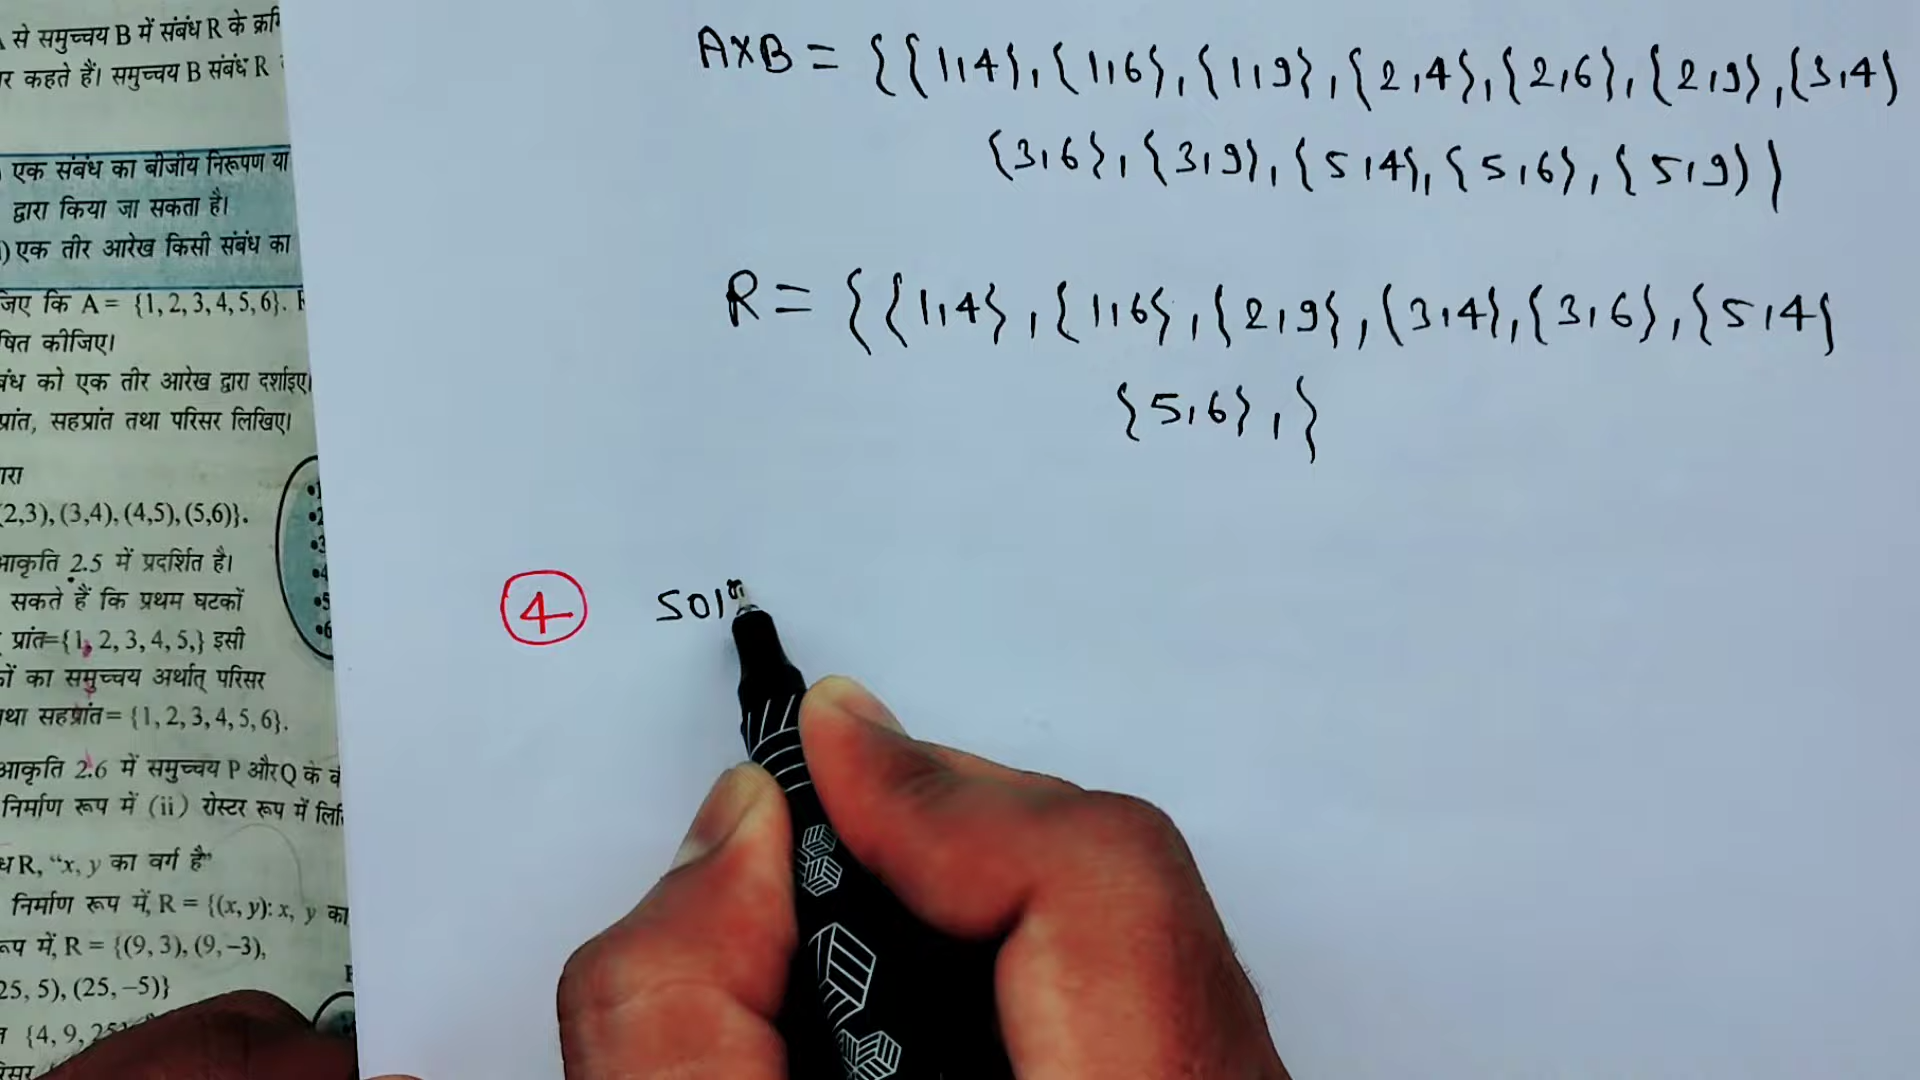 से समुच्चय B में संबंध R के
कहते हैं। समुच्चय B संबंध R
एक संबंध का बीजीय निरूपण या
द्वारा किया जा सकता है।
) एक तीर आरेख किसी संबंध का
कि A = {1, 2, 3, 4, 5, 6}.
कीजिए।
को एक तीर आरेख द्वारा दर्शाइए।
सहप्रांत तथा परिसर लिखिए।
2,3), (3,4), (4,5), (5,6)}.
आकृति 2.5 में प्रदर्शित है।
सकते हैं कि प्रथम घटकों
प्रांत={1, 2, 3, 4, 5,} इसी
का समुच्चय अर्थात् परिसर
सहप्रांत= {1, 2, 3, 4, 5, 6}.
आकृति 2.6 में समुच्चय P और Q के
निर्माण रूप में (ii) रोस्टर रूप में
R, “x, y का वर्ग है”
निर्माण रूप में, R = {(x, y): x, y का
में, R = {(9, 3), (9, –3),
25, 5), (25, –5)}
{4, 9, 25}
A×B = {{1,4},{1,6},{1,9},{2,4},{2,6},{2,9},{3,4}
{3,6},{3,9},{5,4},{5,6},{5,9)}
R = {{1,4},{1,6},{2,9},{3,4},{3,6},{5,4}
{5,6},}
4 Solⁿ